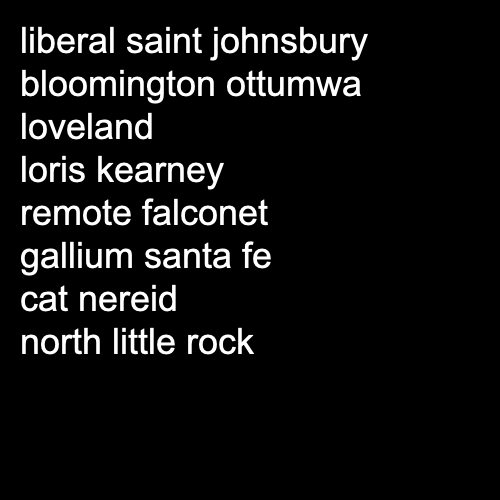 liberal saint johnsbury
bloomington ottumwa
loveland
loris kearney
remote falconet
gallium santa fe
cat nereid
north little rock